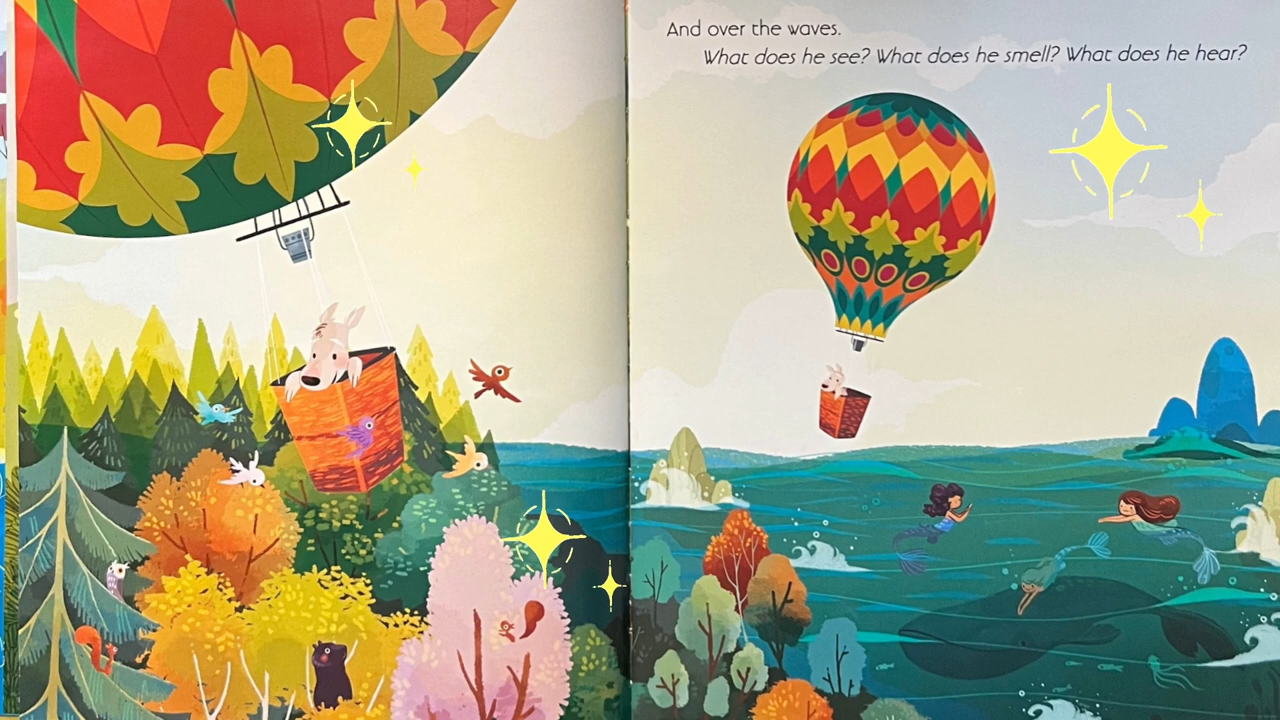 And over the waves.
What does he see? What does he smell? What does he hear?